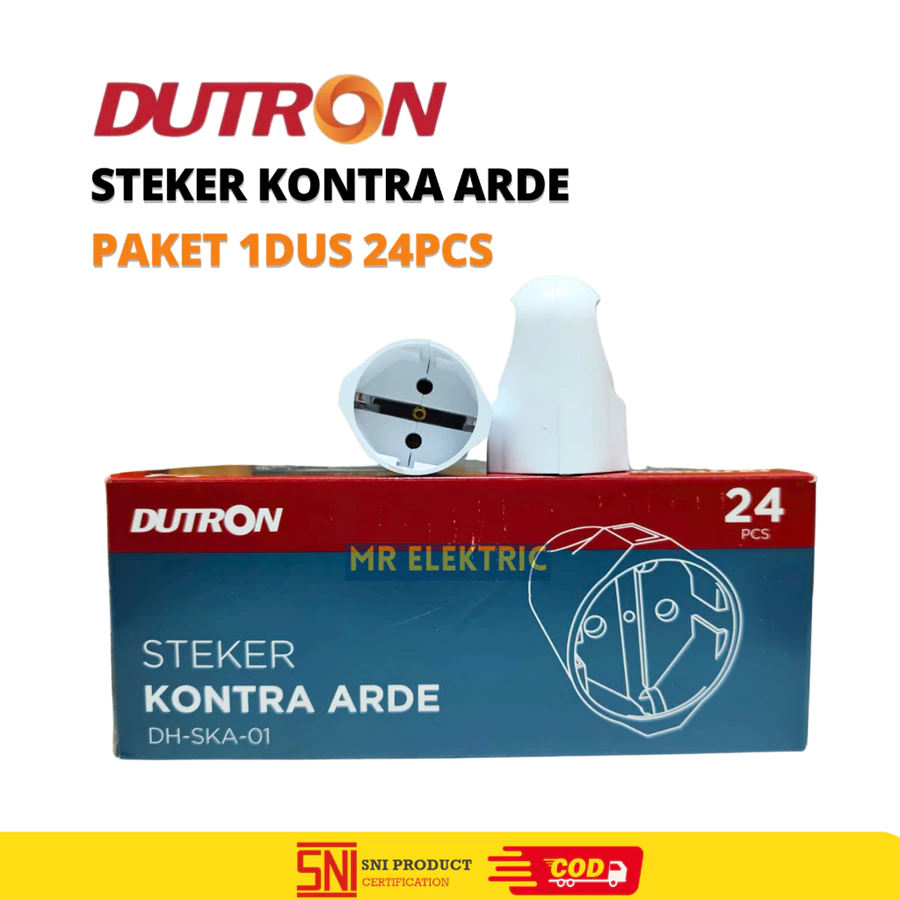 DUTRON
STEKER KONTRA ARDE
PAKET 1DUS 24PCS
DUTRON
24
PCS
MR ELEKTRIC
STEKER
KONTRA ARDE
DH-SKA-01
SNI
SNI PRODUCT
CERTIFICATION
COD